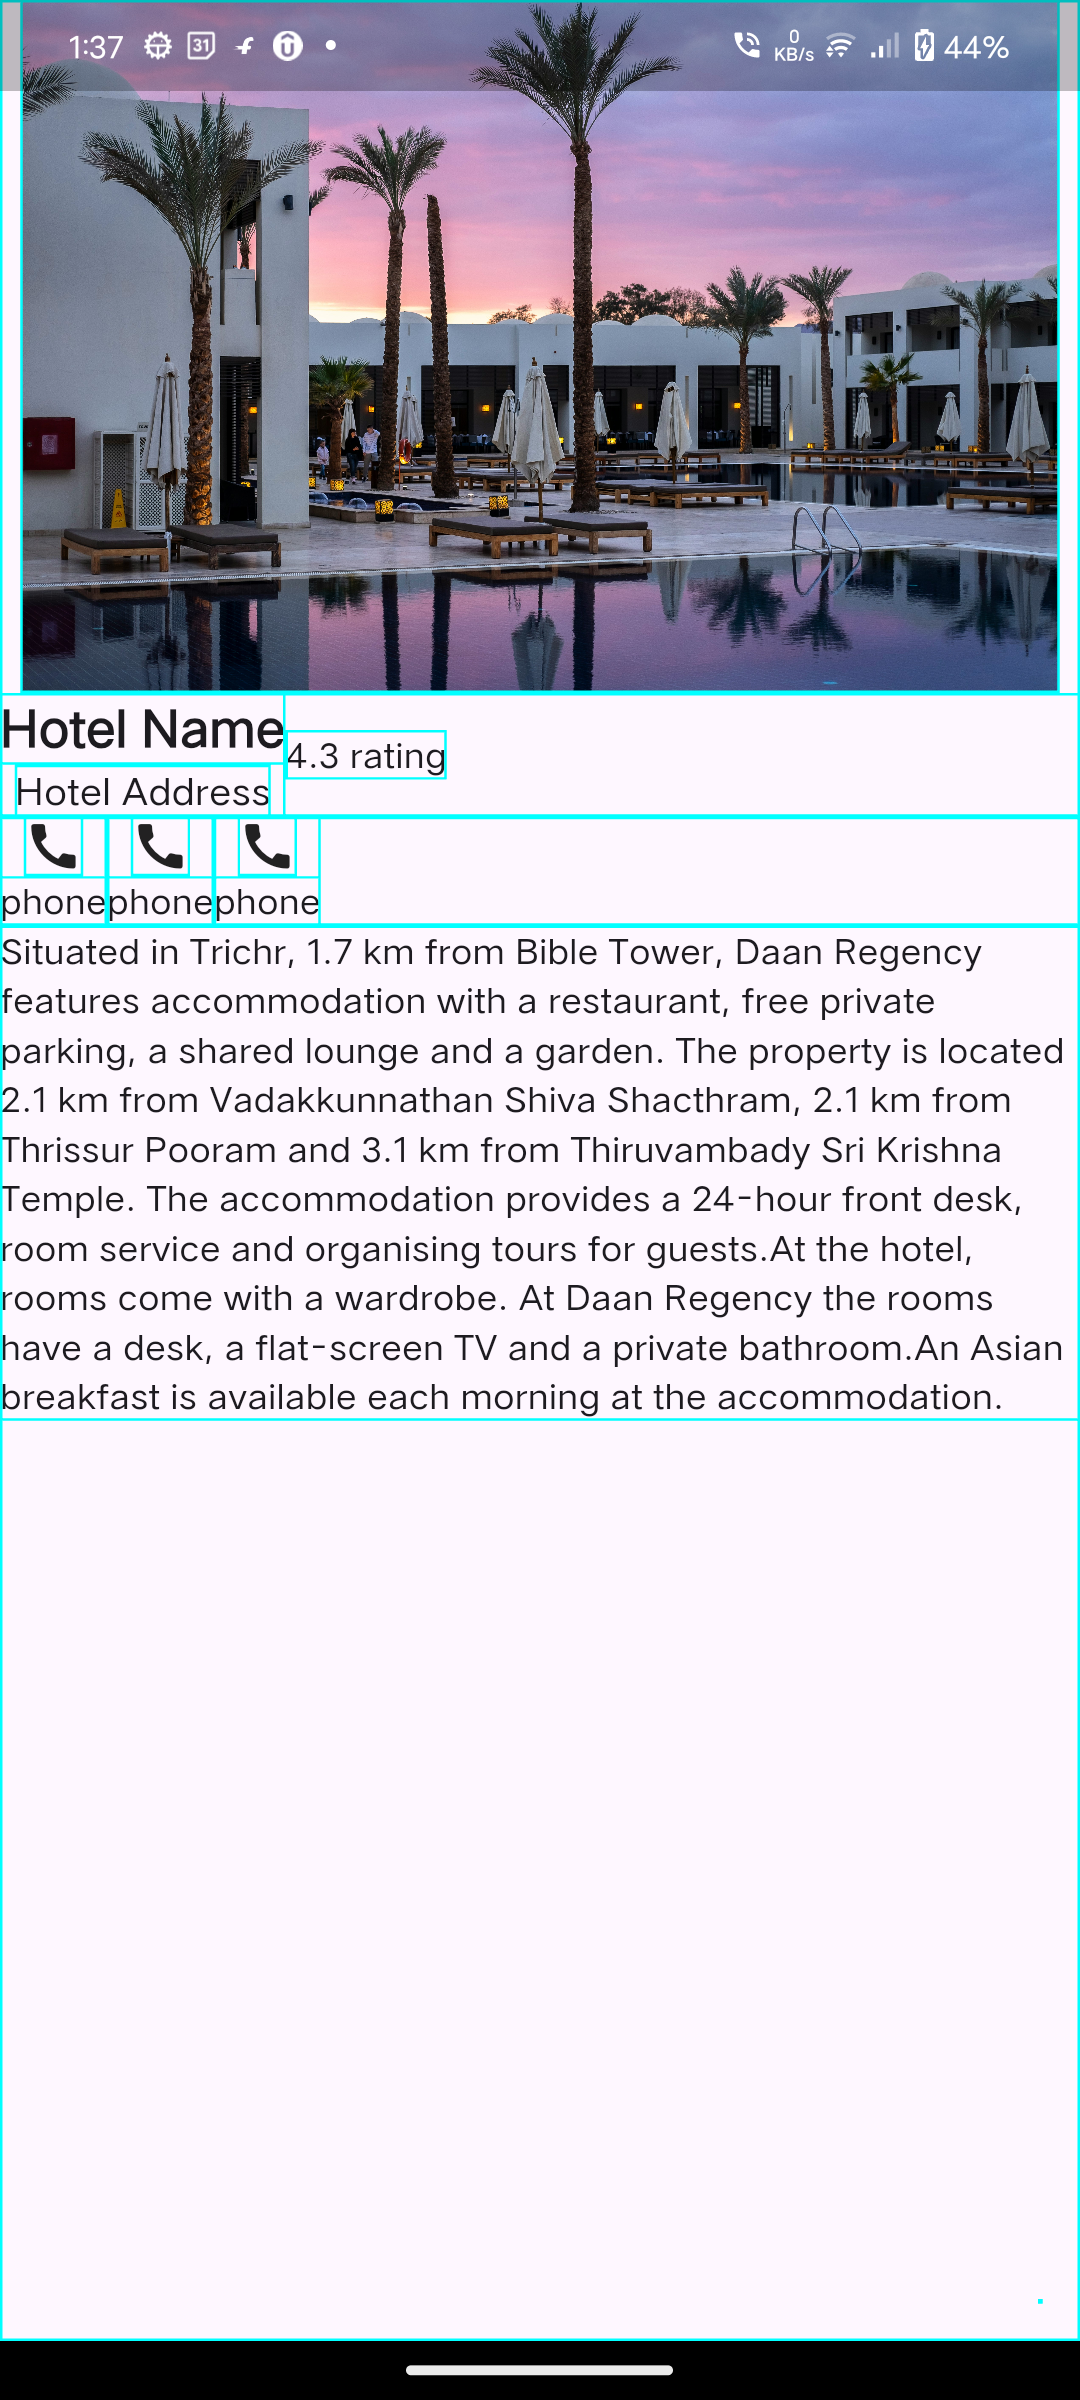 1:37
31
0
KB/s
44%
Hotel Name
4.3 rating
Hotel Address
phone phone phone
Situated in Trichr, 1.7 km from Bible Tower, Daan Regency
features accommodation with a restaurant, free private
parking, a shared lounge and a garden. The property is located
2.1 km from Vadakkunnathan Shiva Shacthram, 2.1 km from
Thrissur Pooram and 3.1 km from Thiruvambady Sri Krishna
Temple. The accommodation provides a 24-hour front desk,
room service and organising tours for guests.At the hotel,
rooms come with a wardrobe. At Daan Regency the rooms
have a desk, a flat-screen TV and a private bathroom.An Asian
breakfast is available each morning at the accommodation.